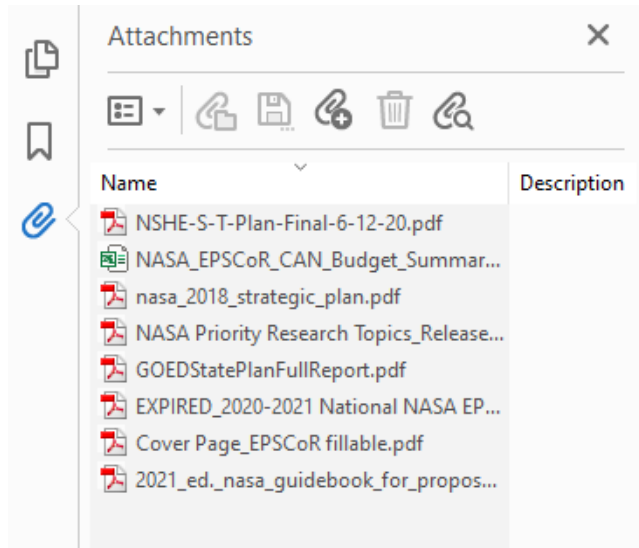 Attachments
Name Description
NSHE-S-T-Plan-Final-6-12-20.pdf
NASA_EPSCoR_CAN_Budget_Summar...
nasa_2018_strategic_plan.pdf
NASA Priority Research Topics_Release...
GOEDStatePlanFullReport.pdf
EXPIRED_2020-2021 National NASA EP...
Cover Page_EPSCoR fillable.pdf
2021_ed._nasa_guidebook_for_propos...